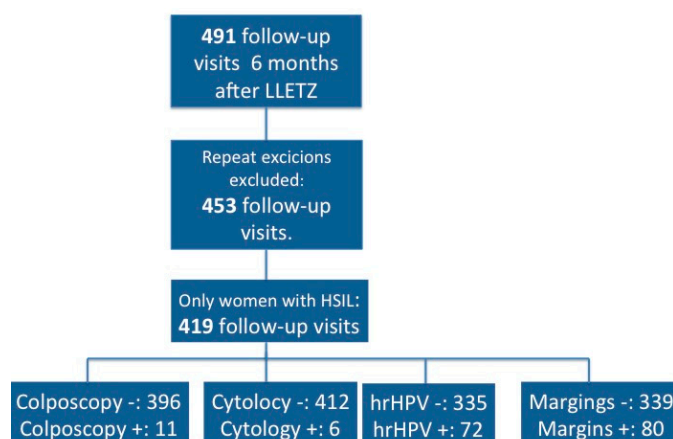 491 follow-up
visits 6 months
after LLETZ
Repeat excicions
excluded:
453 follow-up
visits.
Only women with HSIL:
419 follow-up visits
Colposcopy -: 396
Colposcopy +: 11
Cytolocy -: 412
Cytology +: 6
hrHPV -: 335
hrHPV +: 72
Margings -: 339
Margins +: 80